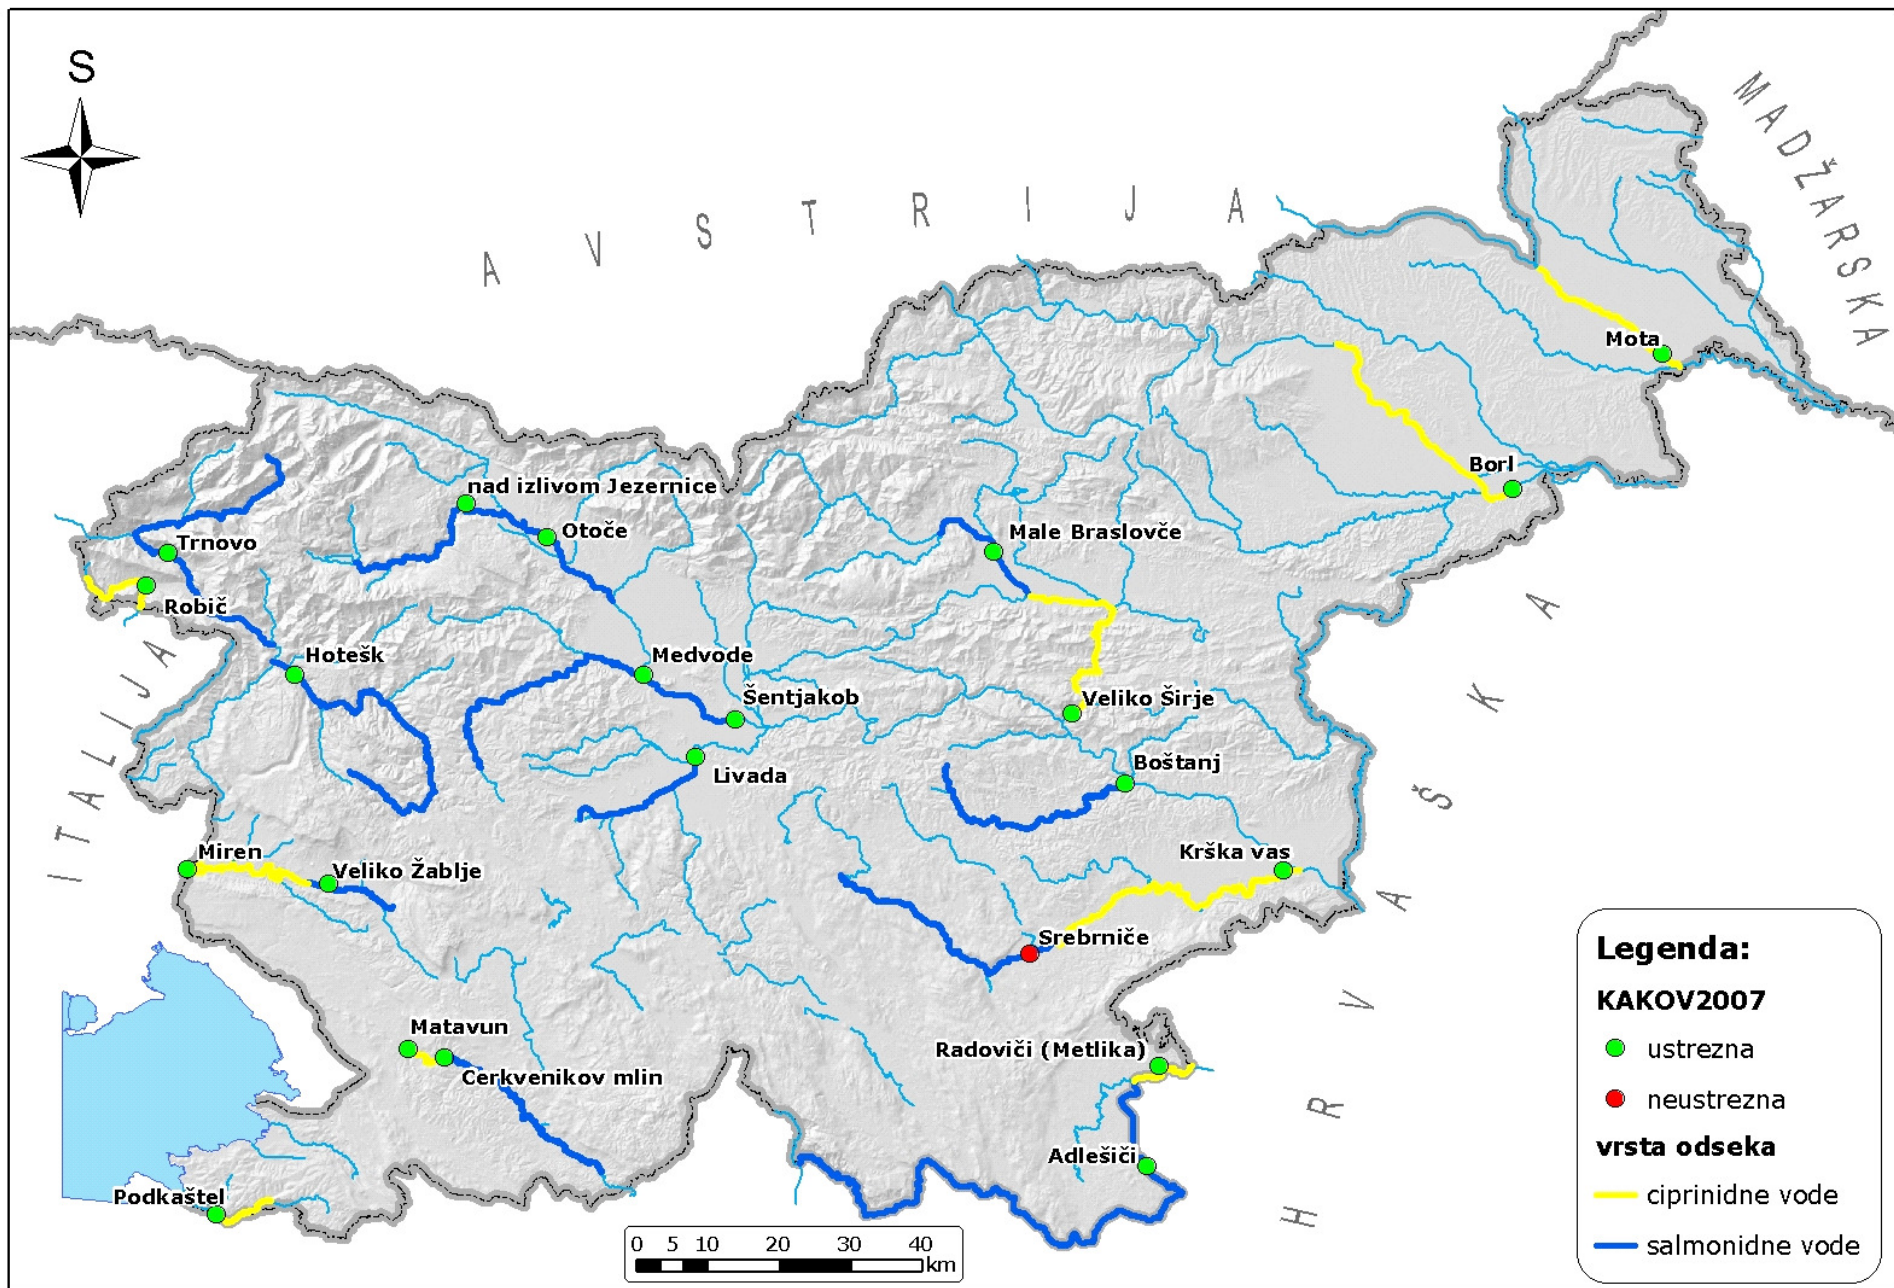 S
AVSTRIJA
MADŽARSKA
ITALIJA
HRVAŠKA
Mota
Borl
nad izlivom Jezernice
Otoče
Trnovo
Male Braslovče
Robič
Hotešk
Medvode
Šentjakob
Veliko Širje
Livada
Boštanj
Miren
Veliko Žablje
Krška vas
Srebrniče
Matavun
Cerkvenikov mlin
Radoviči (Metlika)
Adlešiči
Podkaštel
0 5 10 20 30 40
km
Legenda:
KAKOV2007
ustrezna
neustrezna
vrsta odseka
ciprinidne vode
salmonidne vode